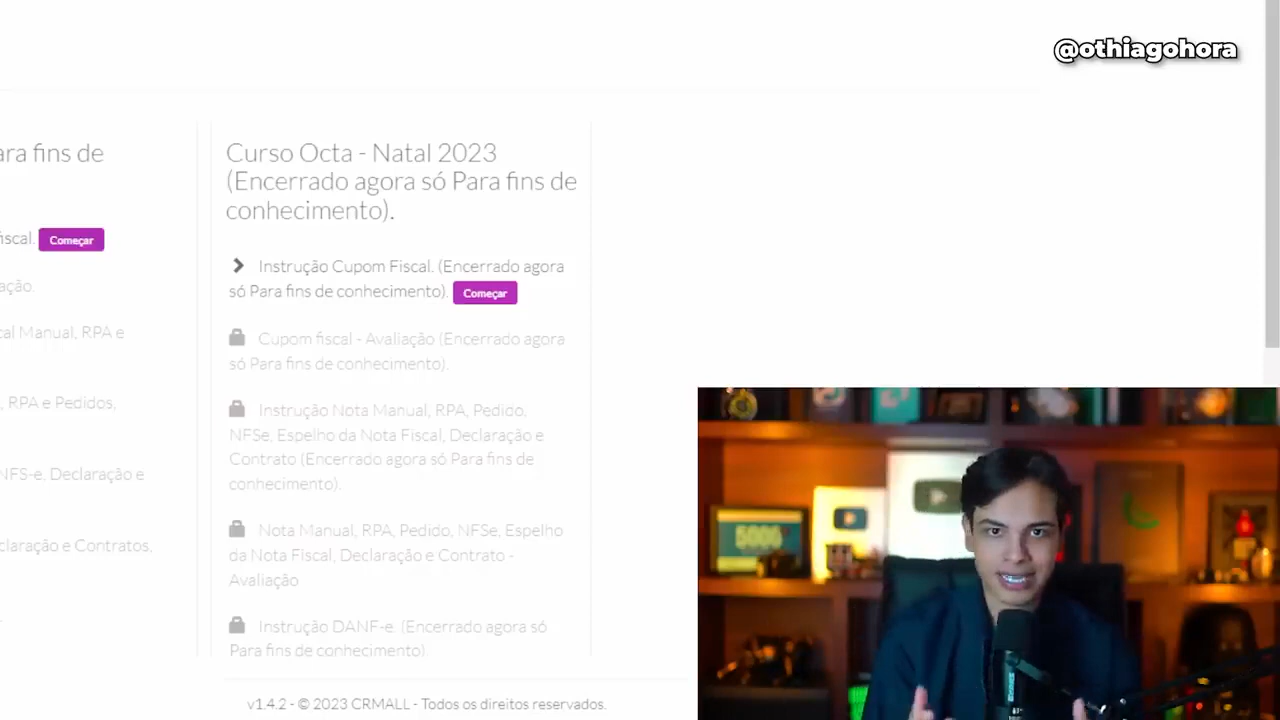 @othiagohora
ara fins de
fiscal. Começar
ação.
cal Manual, RPA e
, RPA e Pedidos,
NFS-e, Declaração e
claração e Contratos,
Curso Octa - Natal 2023
(Encerrado agora só Para fins de
conhecimento).
Instrução Cupom Fiscal. (Encerrado agora
só Para fins de conhecimento). Começar
Cupom fiscal - Avaliação (Encerrado agora
só Para fins de conhecimento).
Instrução Nota Manual, RPA, Pedido,
NFSe, Espelho da Nota Fiscal, Declaração e
Contrato (Encerrado agora só Para fins de
conhecimento).
Nota Manual, RPA, Pedido, NFSe, Espelho
da Nota Fiscal, Declaração e Contrato -
Avaliação
Instrução DANF-e. (Encerrado agora só
Para fins de conhecimento)
v1.4.2 - © 2023 CRMALL - Todos os direitos reservados.
5000